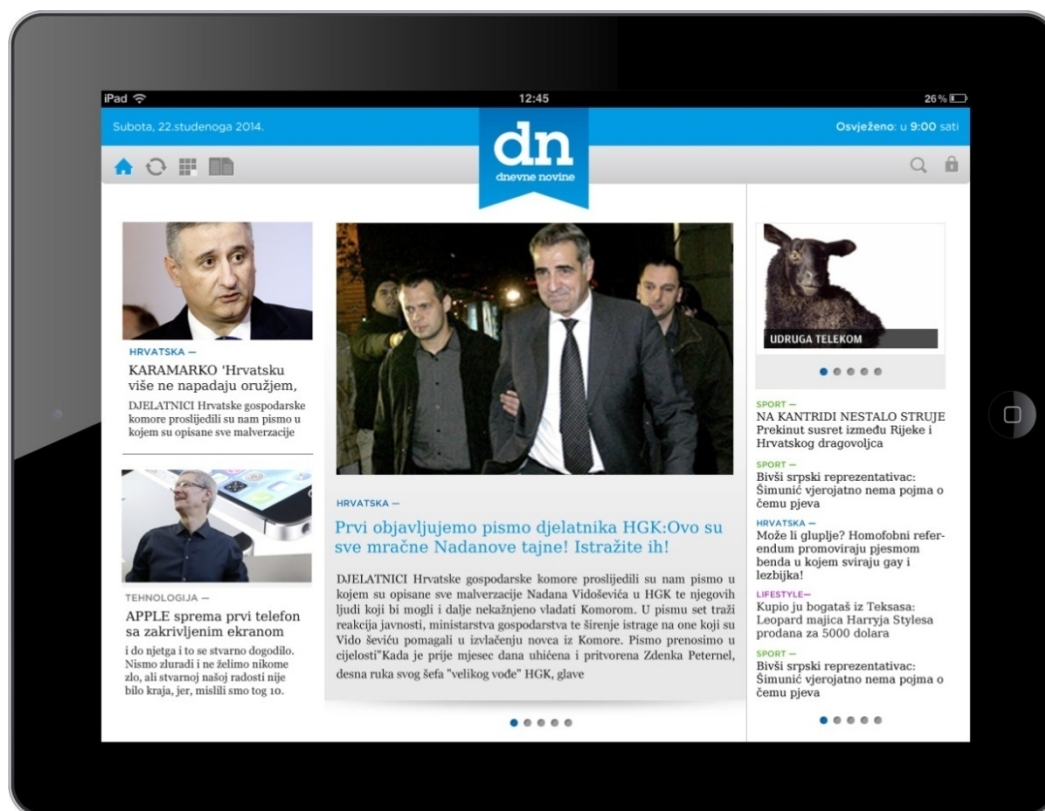 iPad
12:45
26 %
Subota, 22.studenoga 2014.
dn
dnevne novine
Osvježeno: u 9:00 sati
HRVATSKA —
KARAMARKO 'Hrvatsku
više ne napadaju oružjem,
DJELATNICI Hrvatske gospodarske
komore proslijedili su nam pismo u
kojem su opisane sve malverzacije
TEHNOLOGIJA —
APPLE sprema prvi telefon
sa zakrivljenim ekranom
i do njetga i to se stvarno dogodilo.
Nismo zluradi i ne želimo nikome
zlo, ali stvarnoj našoj radosti nije
bilo kraja, jer, mislili smo tog 10.
HRVATSKA —
Prvi objavljujemo pismo djelatnika HGK:Ovo su
sve mračne Nadanove tajne! Istražite ih!
DJELATNICI Hrvatske gospodarske komore proslijedili su nam pismo u
kojem su opisane sve malverzacije Nadana Vidoševića u HGK te njegovih
ljudi koji bi mogli i dalje nekažnjeno vladati Komorom. U pismu set traži
reakcija javnosti, ministarstva gospodarstva te širenje istrage na one koji su
Vido ševiću pomagali u izvlačenju novca iz Komore. Pismo prenosimo u
cijelosti"Kada je prije mjesec dana uhićena i pritvorena Zdenka Peternel,
desna ruka svog šefa "velikog vođe" HGK, glave
UDRUGA TELEKOM
SPORT —
NA KANTRIDI NESTALO STRUJE
Prekinut susret između Rijeke i
Hrvatskog dragovoljca
SPORT —
Bivši srpski reprezentativac:
Šimunić vjerojatno nema pojma o
čemu pjeva
HRVATSKA —
Može li gluplje? Homofobni refer-
endum promoviraju pjesmom
benda u kojem sviraju gay i
lezbijka!
LIFESTYLE—
Kupio ju bogataš iz Teksasa:
Leopard majica Harryja Stylesa
prodana za 5000 dolara
SPORT —
Bivši srpski reprezentativac:
Šimunić vjerojatno nema pojma o
čemu pjeva